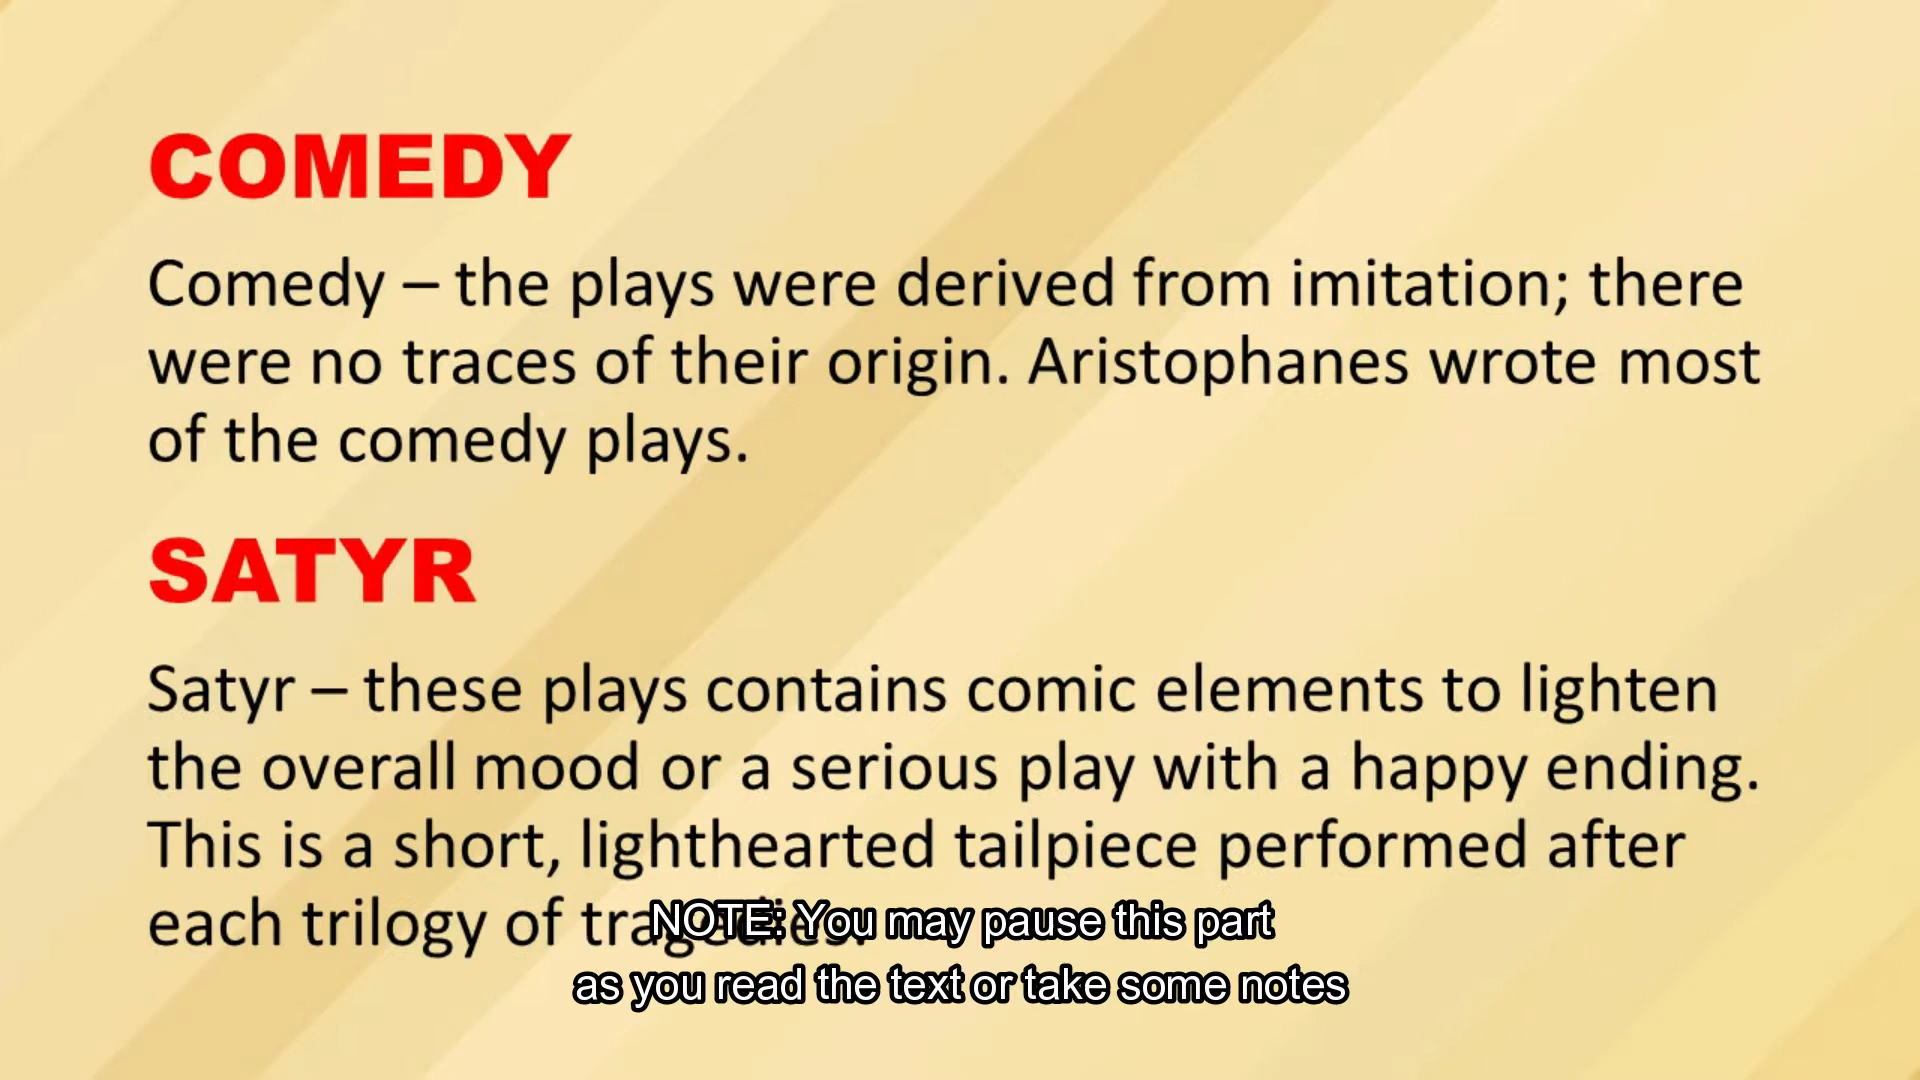 COMEDY
Comedy – the plays were derived from imitation; there
were no traces of their origin. Aristophanes wrote most
of the comedy plays.
SATYR
Satyr – these plays contains comic elements to lighten
the overall mood or a serious play with a happy ending.
This is a short, lighthearted tailpiece performed after
each trilogy of tragedies.
NOTE: You may pause this part
as you read the text or take some notes